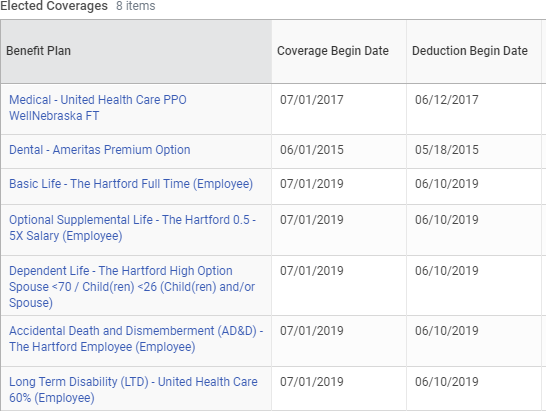 Elected Coverages 8 items
Benefit Plan Coverage Begin Date Deduction Begin Date
Medical - United Health Care PPO 07/01/2017 06/12/2017
WellNebraska FT
Dental - Ameritas Premium Option 06/01/2015 05/18/2015
Basic Life - The Hartford Full Time (Employee) 07/01/2019 06/10/2019
Optional Supplemental Life - The Hartford 0.5 - 07/01/2019 06/10/2019
5X Salary (Employee)
Dependent Life - The Hartford High Option 07/01/2019 06/10/2019
Spouse <70 / Child(ren) <26 (Child(ren) and/or
Spouse)
Accidental Death and Dismemberment (AD&D) - 07/01/2019 06/10/2019
The Hartford Employee (Employee)
Long Term Disability (LTD) - United Health Care 07/01/2019 06/10/2019
60% (Employee)